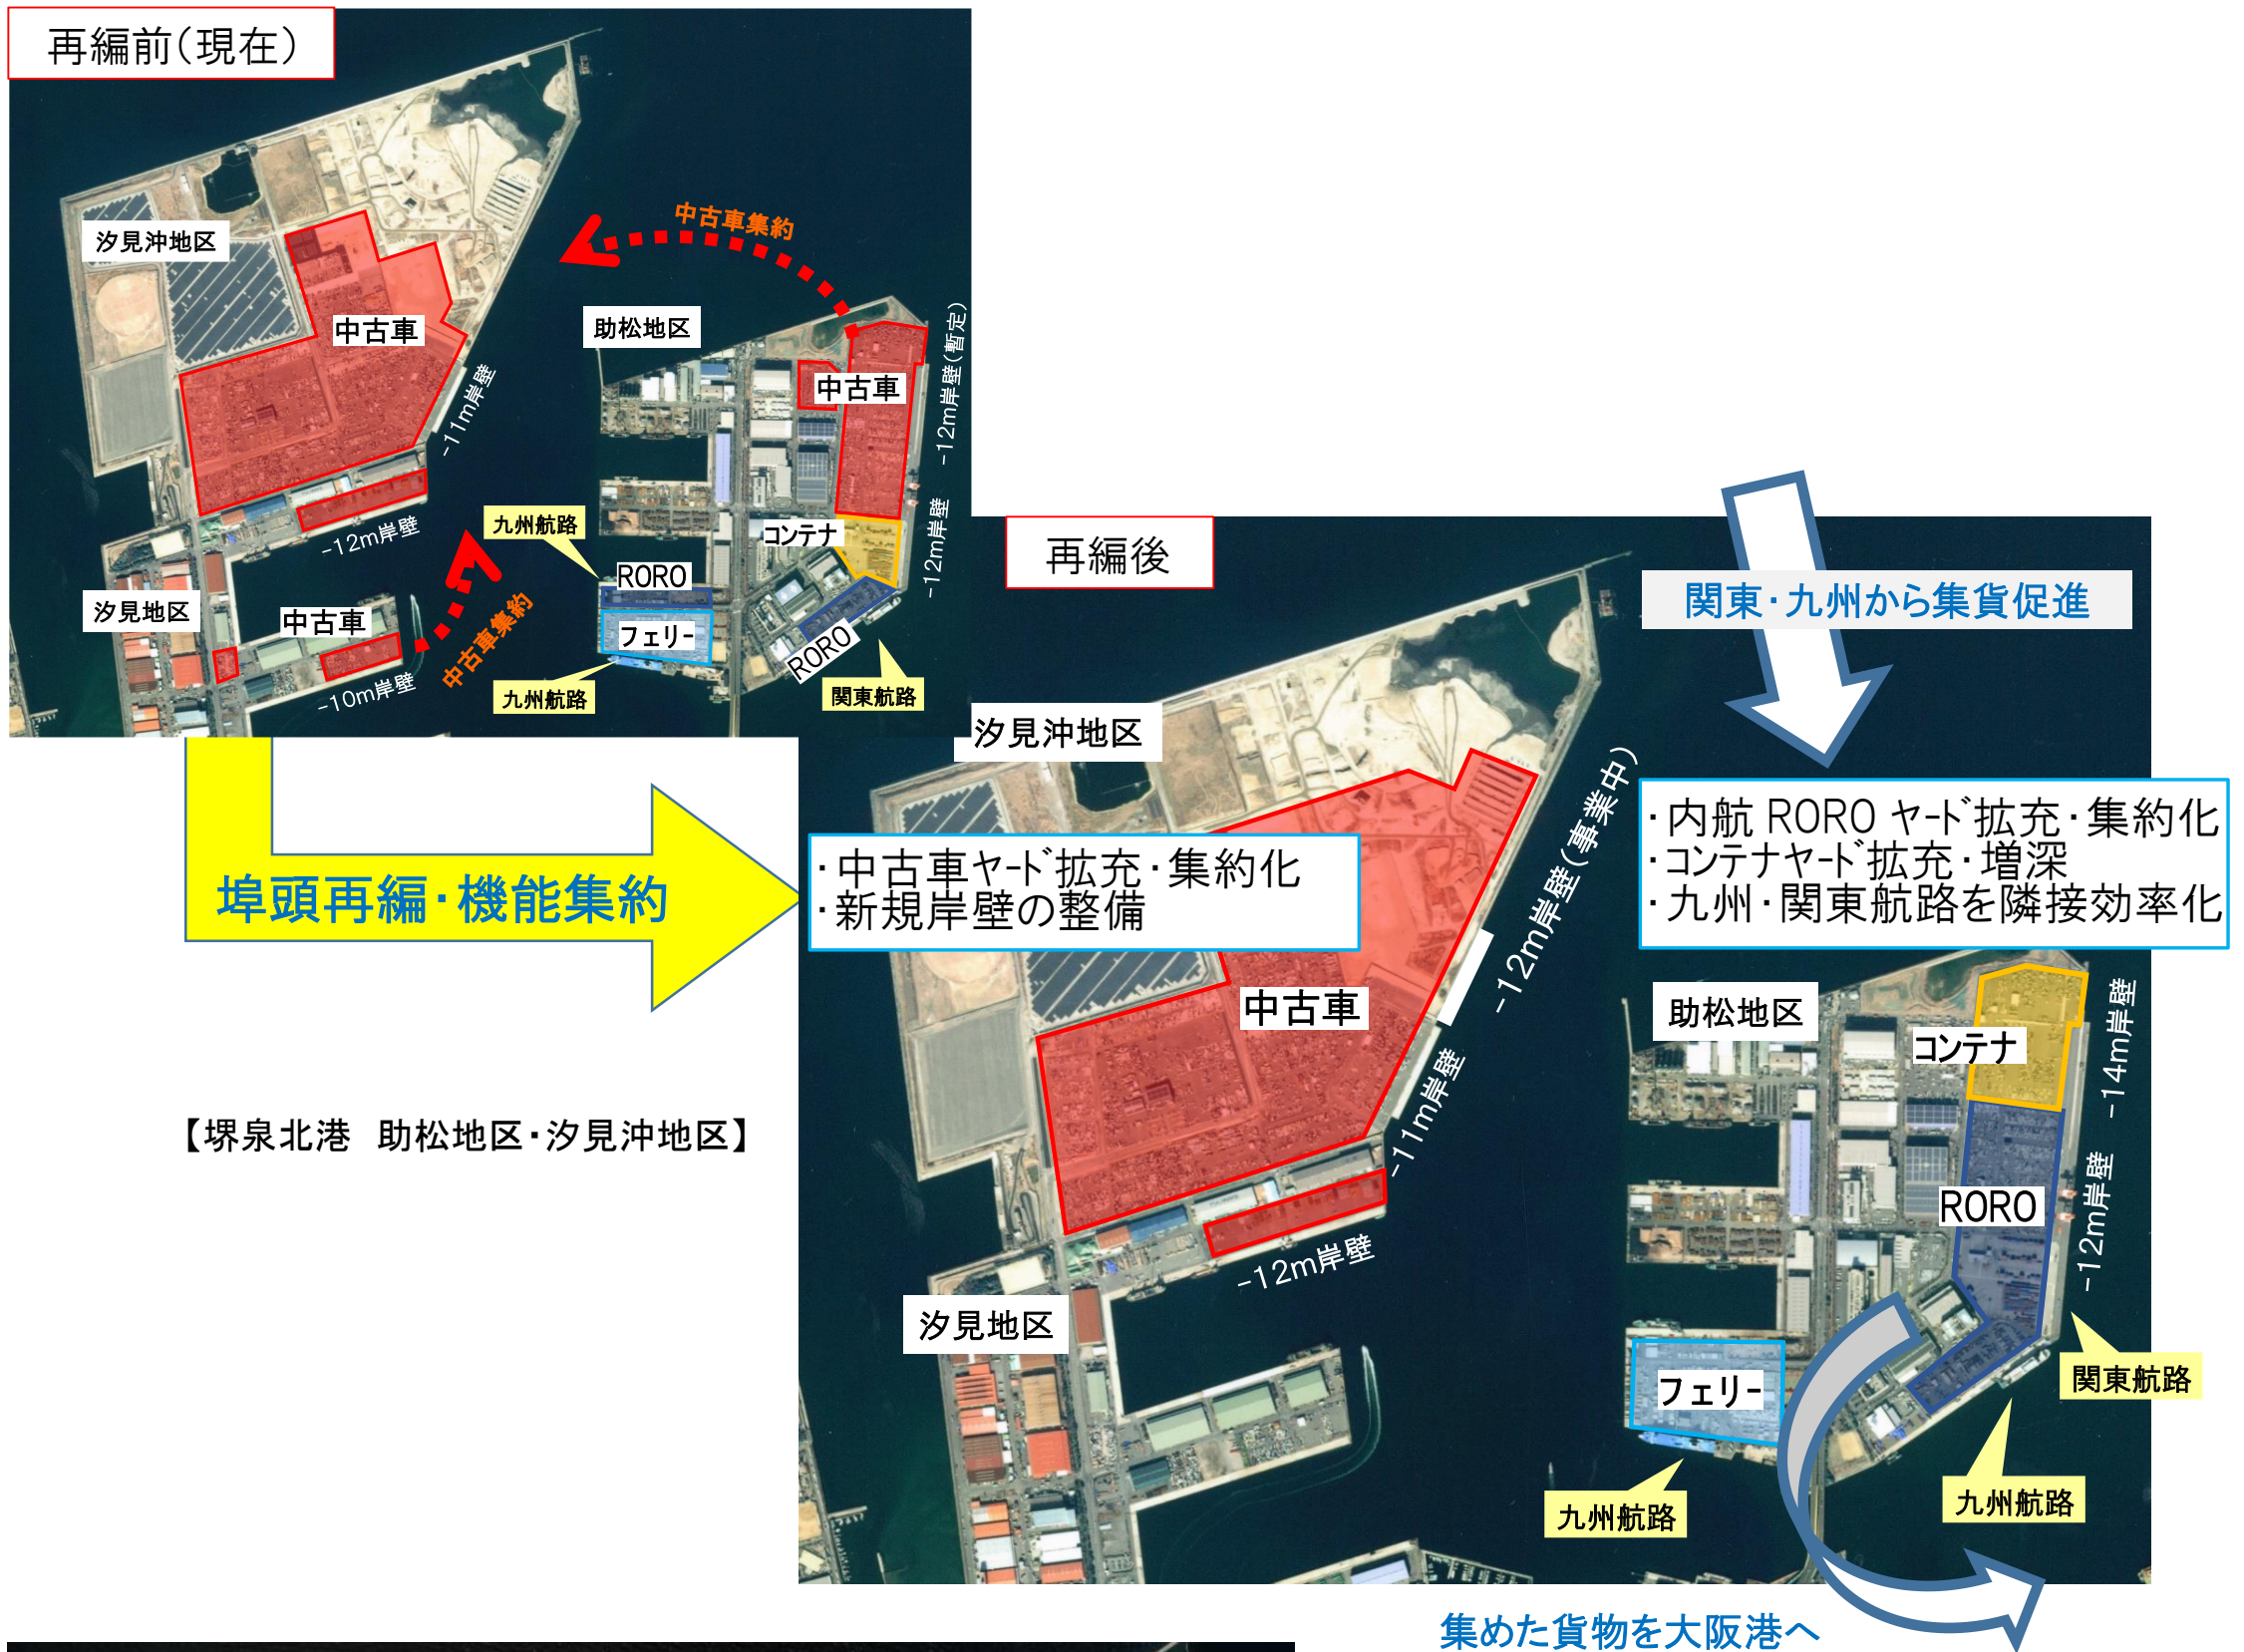 再編前（現在）
汐見沖地区
中古車
-11m岸壁
-12m岸壁
汐見地区
中古車
-10m岸壁
中古車集約
中古車集約
助松地区
中古車
-12m岸壁（暫定）
-12m岸壁
コンテナ
九州航路
RORO
フェリー
九州航路
RORO
関東航路
埠頭再編・機能集約
【堺泉北港　助松地区・汐見沖地区】
再編後
関東・九州から集貨促進
汐見沖地区
・中古車ヤード拡充・集約化
・新規岸壁の整備
・内航 RORO ヤード拡充・集約化
・コンテナヤード拡充・増深
・九州・関東航路を隣接効率化
中古車
-12m岸壁（事業中）
-11m岸壁
-12m岸壁
汐見地区
助松地区
コンテナ
-14m岸壁
RORO
-12m岸壁
フェリー
関東航路
九州航路
九州航路
集めた貨物を大阪港へ